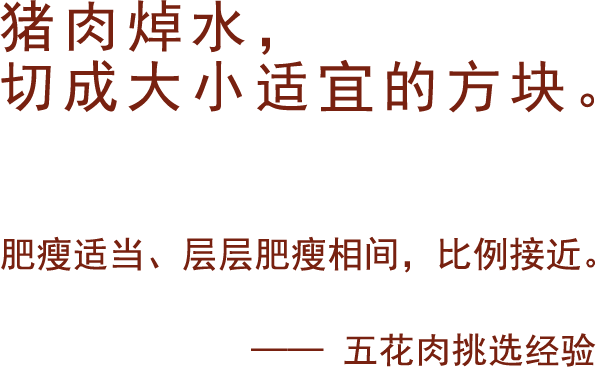 猪肉焯水，
切成大小适宜的方块。
肥瘦适当、层层肥瘦相间，比例接近。
—— 五花肉挑选经验